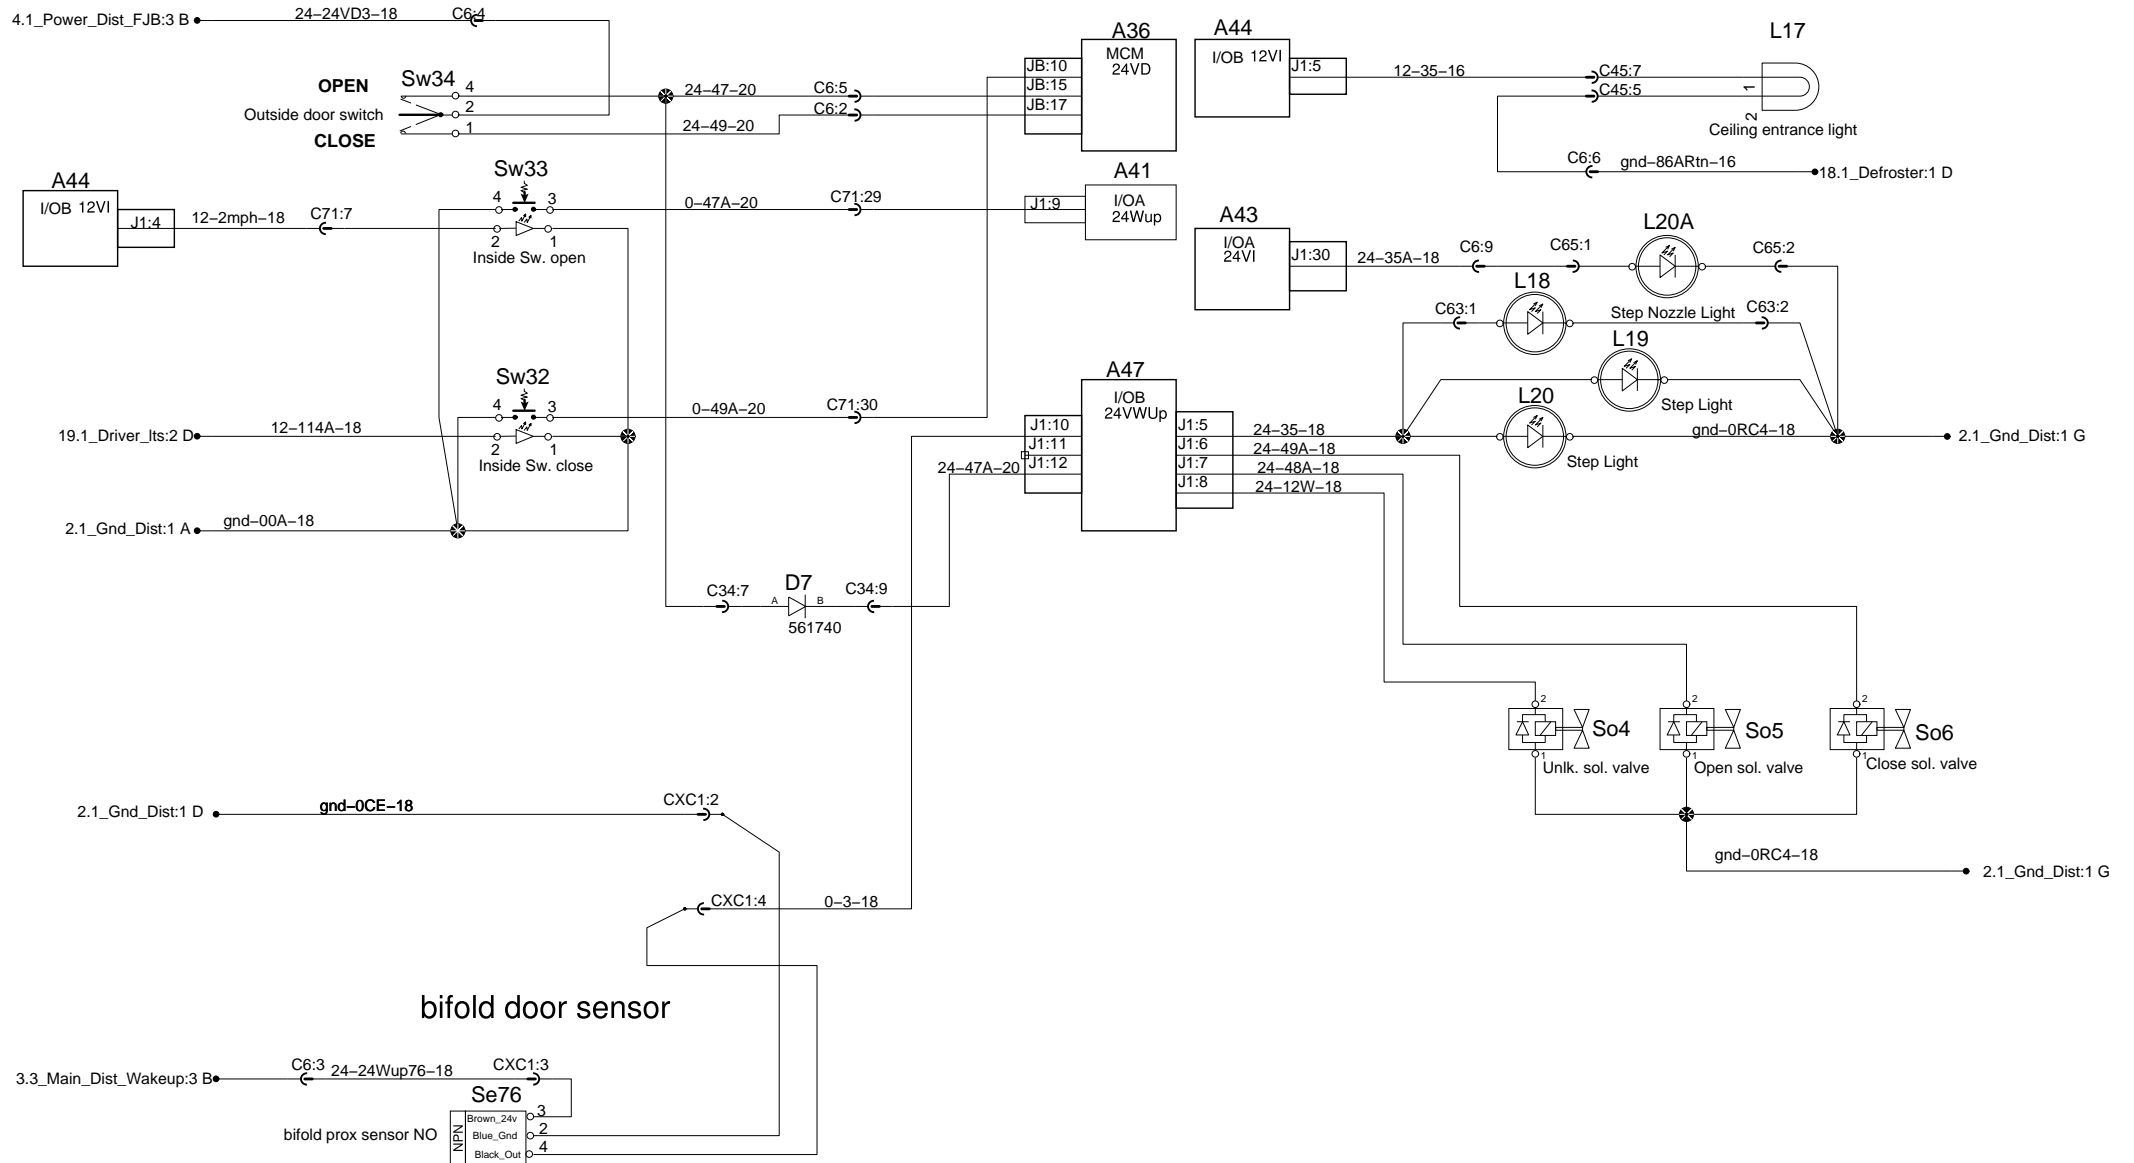 4.1_Power_Dist_FJB:3 B
24-24VD3-18
C6:4
OPEN
Sw34
4
Outside door switch
2
CLOSE
1
24-47-20
C6:5
24-49-20
C6:2
A36
MCM
24VD
JB:10
JB:15
JB:17
A44
I/OB 12VI
J1:5
12-35-16
C45:7
C45:5
L17
1
2
Ceiling entrance light
C6:6
gnd-86ARtn-16
18.1_Defroster:1 D
A44
I/OB 12VI
J1:4
12-2mph-18
C71:7
Sw33
4
3
2
1
Inside Sw. open
0-47A-20
C71:29
A41
J1:9
I/OA
24Wup
A43
I/OA
24VI
J1:30
24-35A-18
C6:9
C65:1
L20A
C65:2
L18
C63:1
Step Nozzle Light
C63:2
L19
Step Light
L20
Step Light
gnd-0RC4-18
2.1_Gnd_Dist:1 G
Sw32
4
3
2
1
Inside Sw. close
0-49A-20
C71:30
19.1_Driver_lts:2 D
12-114A-18
2.1_Gnd_Dist:1 A
gnd-00A-18
A47
I/OB
24VWUp
J1:10
J1:11
J1:12
24-47A-20
J1:5
J1:6
J1:7
J1:8
24-35-18
24-49A-18
24-48A-18
24-12W-18
C34:7
D7
A
B
561740
C34:9
2
So4
1
Unlk. sol. valve
2
So5
1
Open sol. valve
2
So6
1
Close sol. valve
gnd-0RC4-18
2.1_Gnd_Dist:1 G
2.1_Gnd_Dist:1 D
gnd-0CE-18
CXC1:2
CXC1:4
0-3-18
bifold door sensor
3.3_Main_Dist_Wakeup:3 B
C6:3
24-24Wup76-18
CXC1:3
Se76
bifold prox sensor NO
NPN
Brown_24v
3
Blue_Gnd
2
Black_Out
4